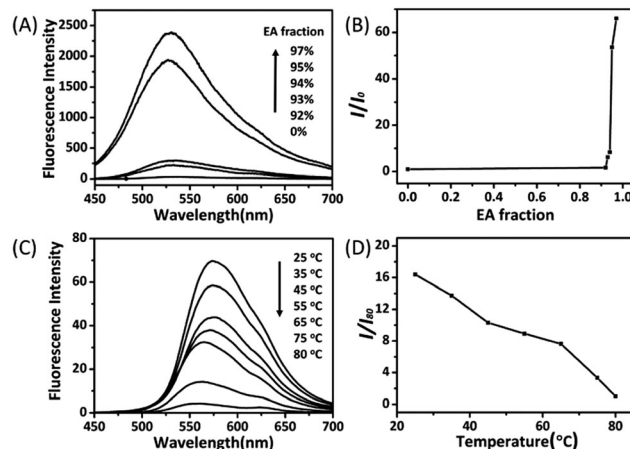 (A)
Fluorescence Intensity
2500
2000
1500
1000
500
0
EA fraction
97%
95%
94%
93%
92%
0%
450 500 550 600 650 700
Wavelength(nm)
(B)
I/I0
60
40
20
0
0.0 0.2 0.4 0.6 0.8 1.0
EA fraction
(C)
Fluorescence Intensity
80
60
40
20
0
25 °C
35 °C
45 °C
55 °C
65 °C
75 °C
80 °C
450 500 550 600 650 700
Wavelength(nm)
(D)
I/I80
20
16
12
8
4
0
20 40 60 80
Temperature(°C)